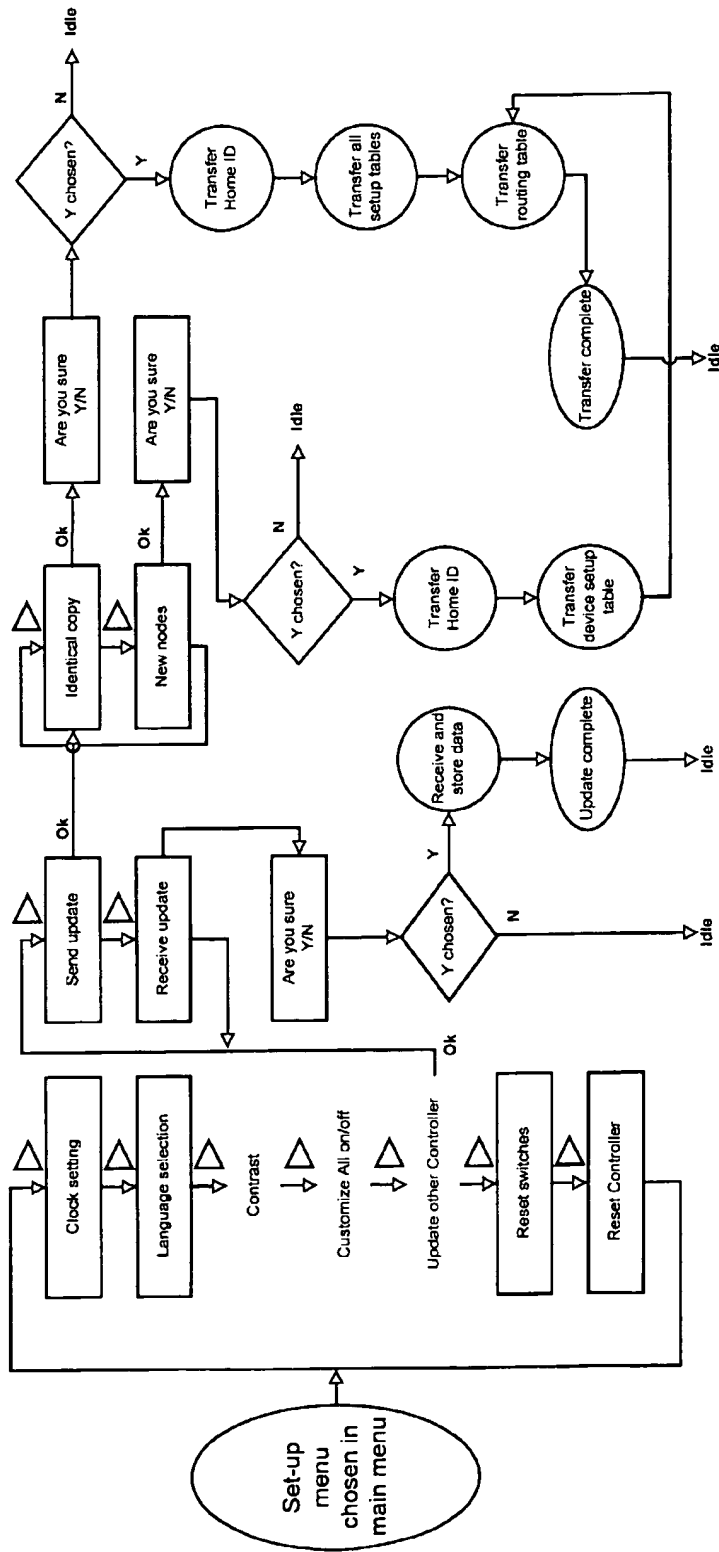 Set-up
menu
chosen in
main menu
Clock setting
Language selection
Contrast
Customize All on/off
Update other Controller
Reset switches
Reset Controller
Ok
Send update
Receive update
Are you sure
Y/N
Y chosen?
N
Idle
Y
Receive and
store data
Update complete
Idle
Ok
Identical copy
New nodes
Ok
Are you sure
Y/N
Ok
Are you sure
Y/N
Y chosen?
N
Idle
Y
Transfer
Home ID
Transfer
device setup
table
Y chosen?
N
Idle
Y
Transfer
Home ID
Transfer all
setup tables
Transfer
routing table
Transfer complete
Idle